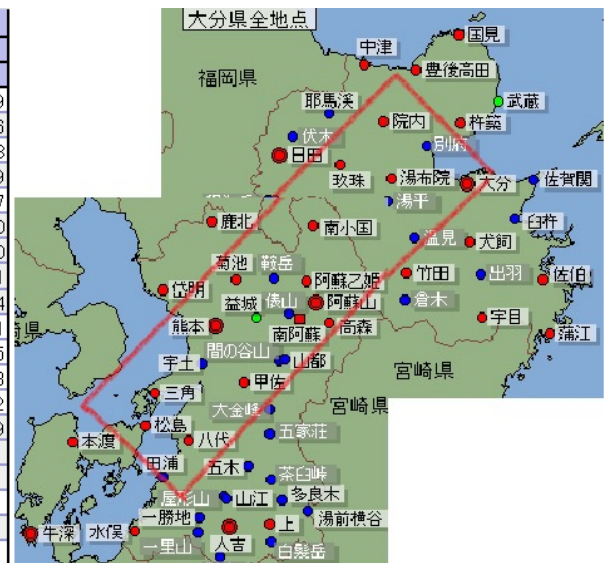 大分県全地点
国見
中津
豊後高田
福岡県
耶馬渓
武蔵
院内
杵築
伏木
別府
日田
玖珠
湯布院
大分
佐賀関
湯平
鹿北
南小国
臼杵
温見
犬飼
菊池
鞍岳
阿蘇乙姫
竹田
出羽
佐伯
岱明
益城
俵山
阿蘇山
倉木
熊本
南阿蘇
高森
宇目
蒲江
間の谷山
宇土
山都
宮崎県
甲佐
三角
大金峰
宮崎県
松島
五家荘
本渡
八代
田浦
五木
茶臼峠
屋形山
山江
多良木
一勝地
湯前横谷
牛深
水俣
上
一里山
人吉
白髪岳